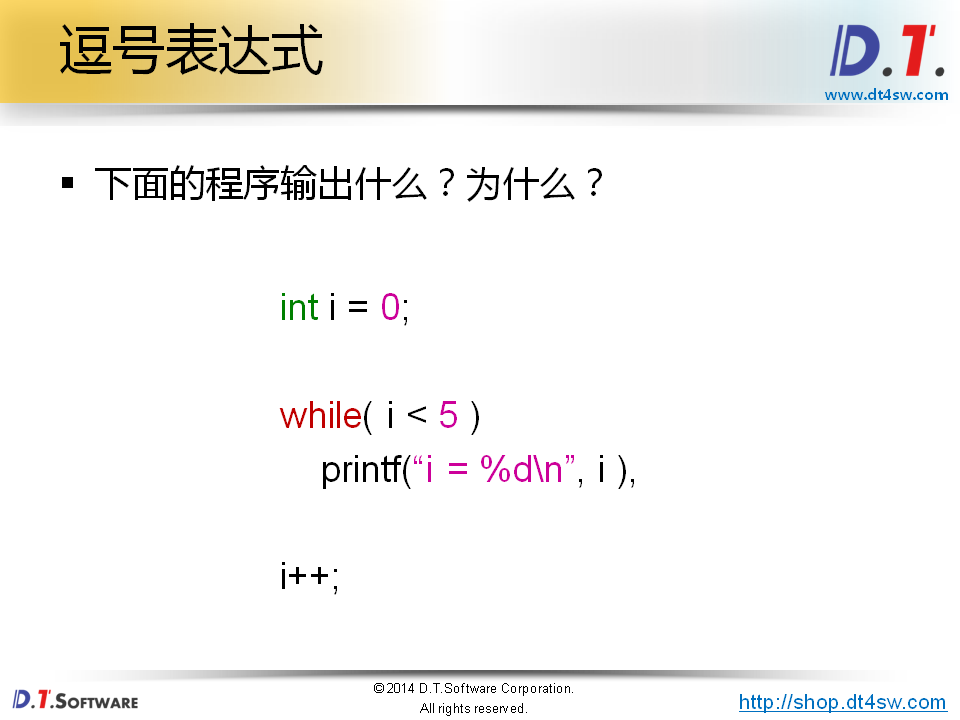 逗号表达式
D.T.
www.dt4sw.com
▪ 下面的程序输出什么？为什么？
int i = 0;
while( i < 5 )
printf(“i = %d\n”, i ),
i++;
D.T.SOFTWARE
©2014 D.T.Software Corporation.
All rights reserved.
http://shop.dt4sw.com